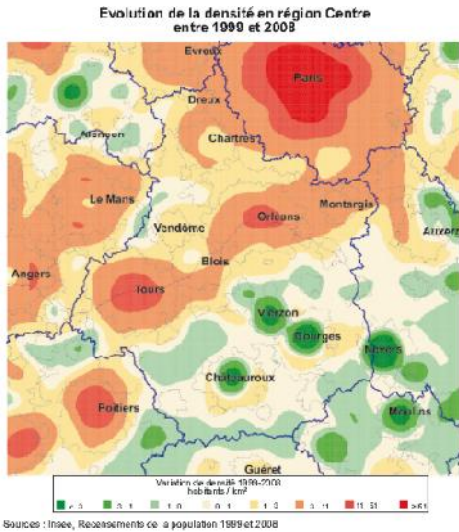 Evolution de la densité en région Centre
entre 1999 et 2008
Evroux
Paris
Dreux
Alençon
Chartres
Le Mans
Montargis
Orléans
Vendôme
Auxerre
Blois
Angers
Tours
Vierzon
Bourges
Nevers
Châteauroux
Poitiers
Moulins
Guéret
Variation de densité 1999-2008
habitants / km²
Sources : Insee, Recensements de la population 1999 et 2008